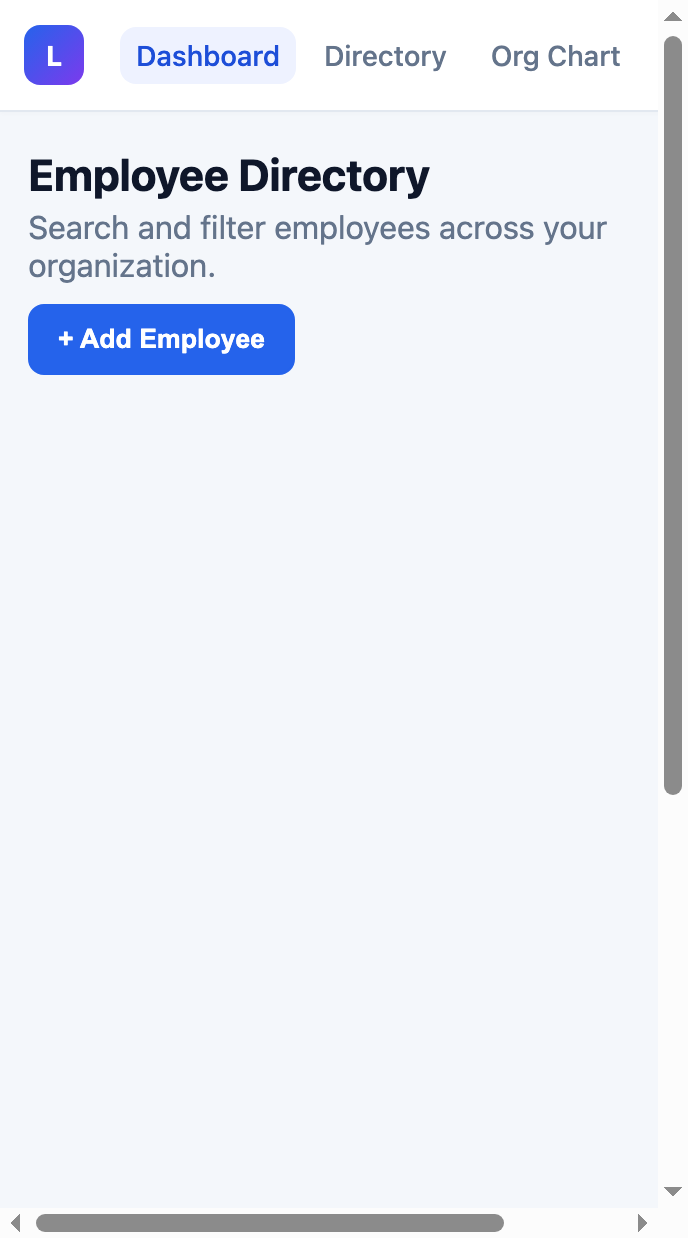 L
Dashboard
Directory
Org Chart
Employee Directory
Search and filter employees across your
organization.
+ Add Employee